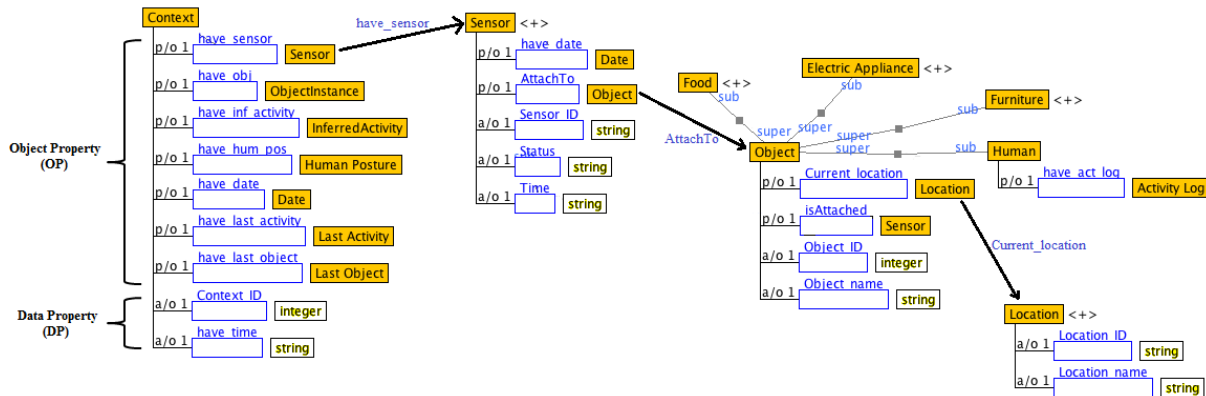 Context
p/o 1 have_sensor Sensor
p/o 1 have_obj ObjectInstance
p/o 1 have_inf_activity InferredActivity
p/o 1 have_hum_pos Human Posture
p/o 1 have_date Date
p/o 1 have_last_activity Last Activity
p/o 1 have_last_object Last Object
a/o 1 Context_ID integer
a/o 1 have_time string
Object Property
(OP)
Data Property
(DP)
have_sensor
Sensor <+>
p/o 1 have_date Date
p/o 1 AttachTo Object
a/o 1 Sensor_ID string
a/o 1 Status string
a/o 1 Time string
AttachTo
Food <+>
sub
super
Electric Appliance <+>
sub
super
Furniture <+>
sub
super
super
sub
Human
p/o 1 have_act_log Activity Log
Object
p/o 1 Current_location Location
p/o 1 isAttached Sensor
a/o 1 Object_ID integer
a/o 1 Object_name string
Current_location
Location <+>
a/o 1 Location_ID string
a/o 1 Location_name string